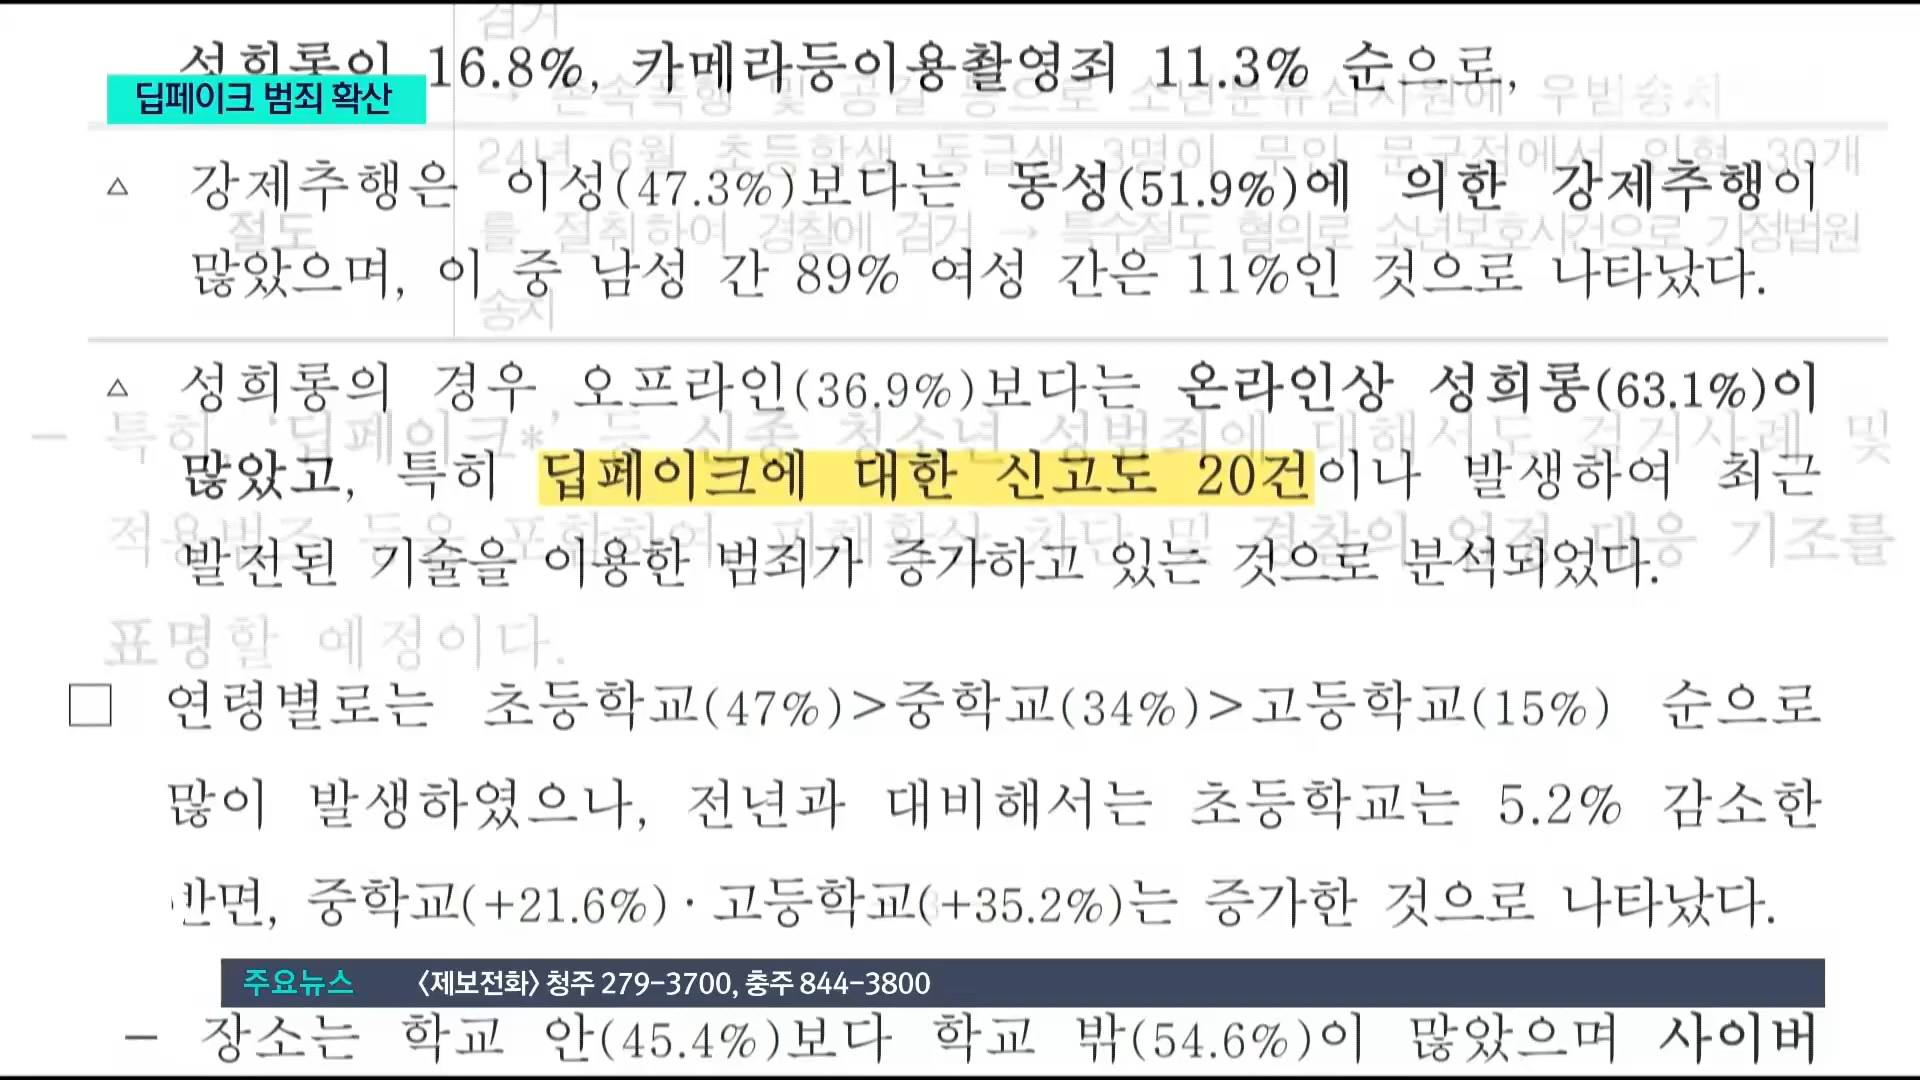 검거
성희롱이 16.8%, 카메라등이용촬영죄 11.3% 순으로,
딥페이크 범죄 확산
△ 강제추행은 이성(47.3%)보다는 동성(51.9%)에 의한 강제추행이
많았으며, 이 중 남성 간 89% 여성 간은 11%인 것으로 나타났다.
송치
△ 성희롱의 경우 오프라인(36.9%)보다는 온라인상 성희롱(63.1%)이
많았고, 특히 딥페이크에 대한 신고도 20건이나 발생하여 최근
발전된 기술을 이용한 범죄가 증가하고 있는 것으로 분석되었다.
표명할 예정이다.
□ 연령별로는 초등학교(47%)>중학교(34%)>고등학교(15%) 순으로
많이 발생하였으나, 전년과 대비해서는 초등학교는 5.2% 감소한
반면, 중학교(+21.6%)·고등학교(+35.2%)는 증가한 것으로 나타났다.
주요뉴스 〈제보전화〉 청주 279-3700, 충주 844-3800
- 장소는 학교 안(45.4%)보다 학교 밖(54.6%)이 많았으며 사이버